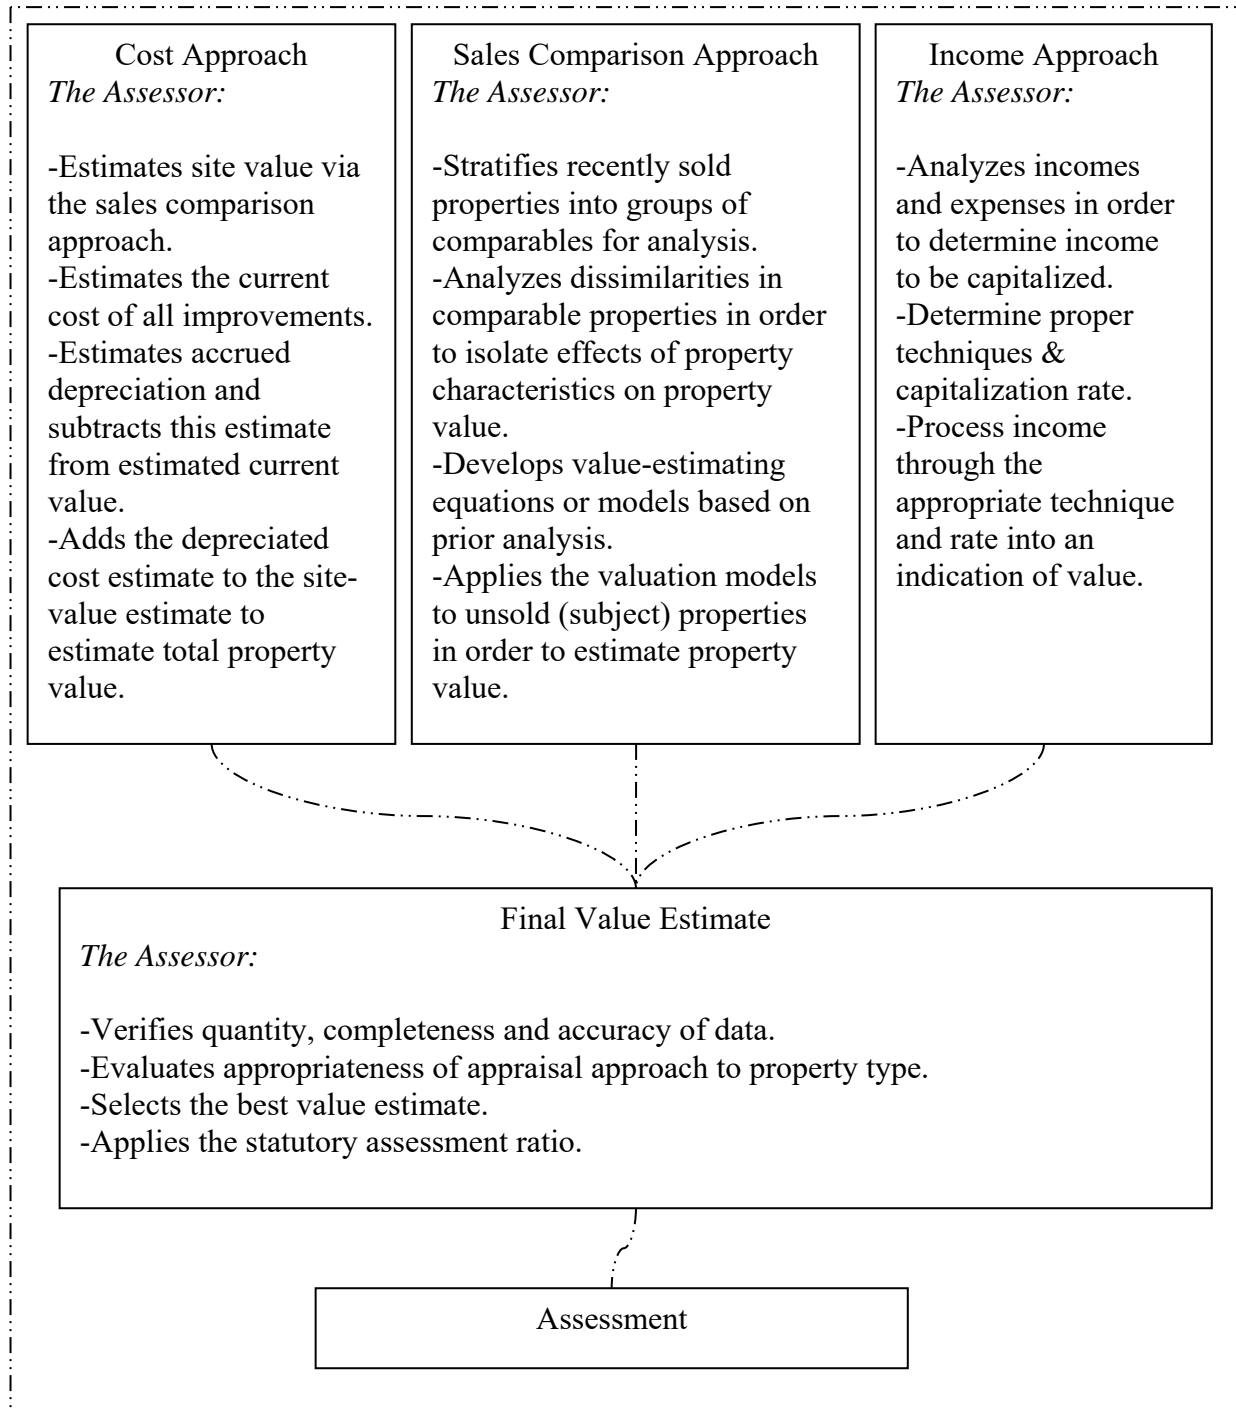 Cost Approach
The Assessor:
-Estimates site value via
the sales comparison
approach.
-Estimates the current
cost of all improvements.
-Estimates accrued
depreciation and
subtracts this estimate
from estimated current
value.
-Adds the depreciated
cost estimate to the site-
value estimate to
estimate total property
value.
Sales Comparison Approach
The Assessor:
-Stratifies recently sold
properties into groups of
comparables for analysis.
-Analyzes dissimilarities in
comparable properties in order
to isolate effects of property
characteristics on property
value.
-Develops value-estimating
equations or models based on
prior analysis.
-Applies the valuation models
to unsold (subject) properties
in order to estimate property
value.
Income Approach
The Assessor:
-Analyzes incomes
and expenses in order
to determine income
to be capitalized.
-Determine proper
techniques &
capitalization rate.
-Process income
through the
appropriate technique
and rate into an
indication of value.
Final Value Estimate
The Assessor:
-Verifies quantity, completeness and accuracy of data.
-Evaluates appropriateness of appraisal approach to property type.
-Selects the best value estimate.
-Applies the statutory assessment ratio.
Assessment